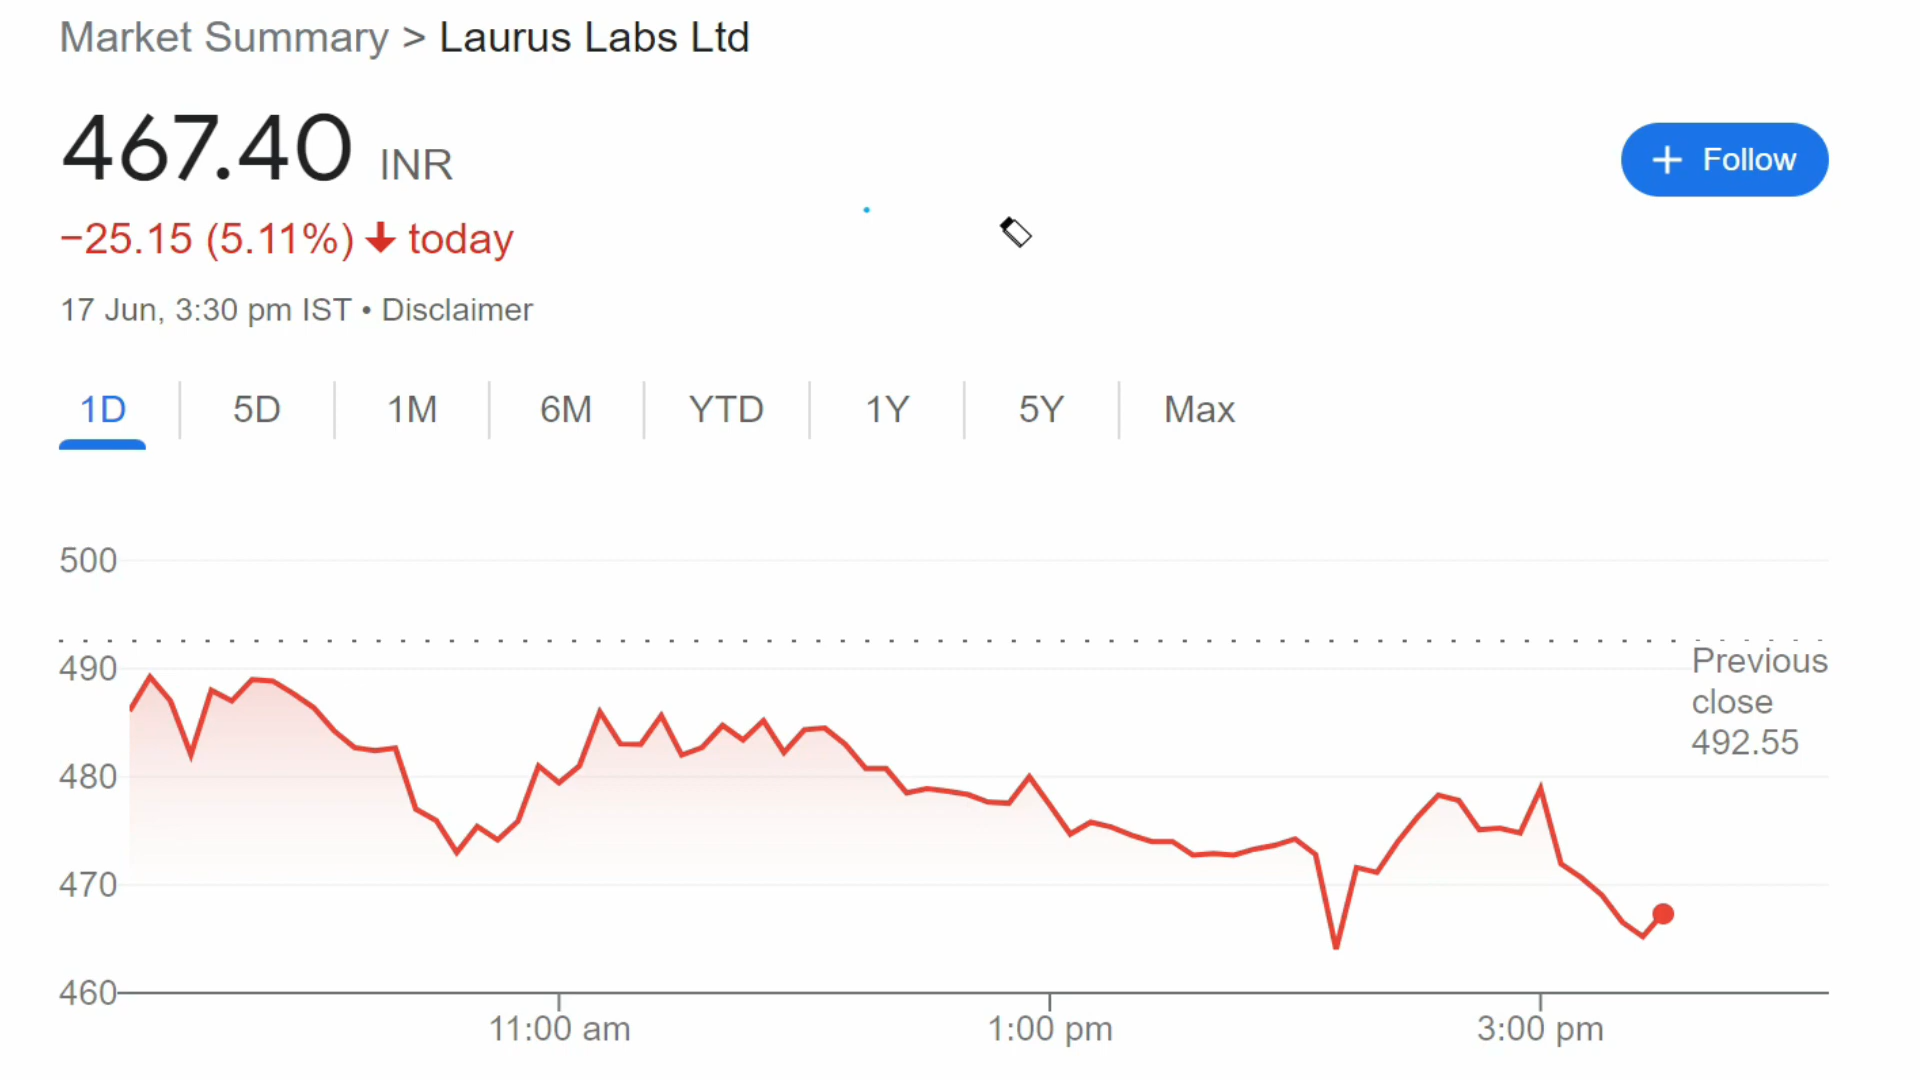 Market Summary > Laurus Labs Ltd
467.40 INR
+ Follow
−25.15 (5.11%) ↓ today
17 Jun, 3:30 pm IST • Disclaimer
1D 5D 1M 6M YTD 1Y 5Y Max
500
490
Previous
close
492.55
480
470
460
11:00 am 1:00 pm 3:00 pm